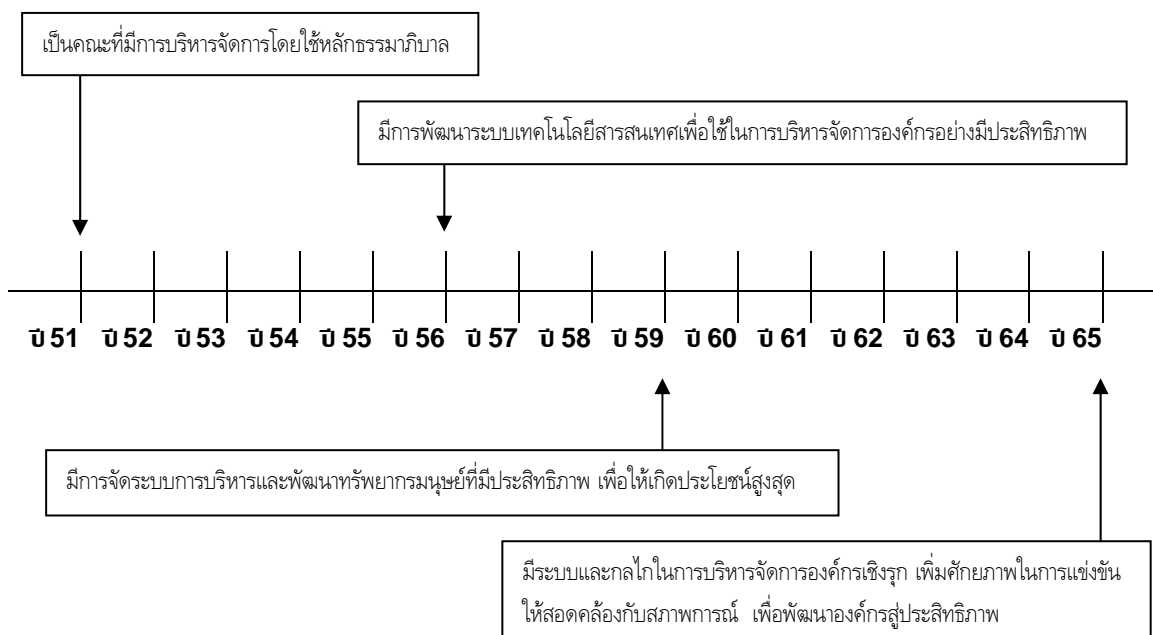 เป็นคณะที่มีการบริหารจัดการโดยใช้หลักธรรมาภิบาล
มีการพัฒนาระบบเทคโนโลยีสารสนเทศเพื่อใช้ในการบริหารจัดการองค์กรอย่างมีประสิทธิภาพ
ปี 51 ปี 52 ปี 53 ปี 54 ปี 55 ปี 56 ปี 57 ปี 58 ปี 59 ปี 60 ปี 61 ปี 62 ปี 63 ปี 64 ปี 65
มีการจัดระบบการบริหารและพัฒนาทรัพยากรมนุษย์ที่มีประสิทธิภาพ เพื่อให้เกิดประโยชน์สูงสุด
มีระบบและกลไกในการบริหารจัดการองค์กรเชิงรุก เพิ่มศักยภาพในการแข่งขัน
ให้สอดคล้องกับสภาพการณ์ เพื่อพัฒนาองค์กรสู่ประสิทธิภาพ